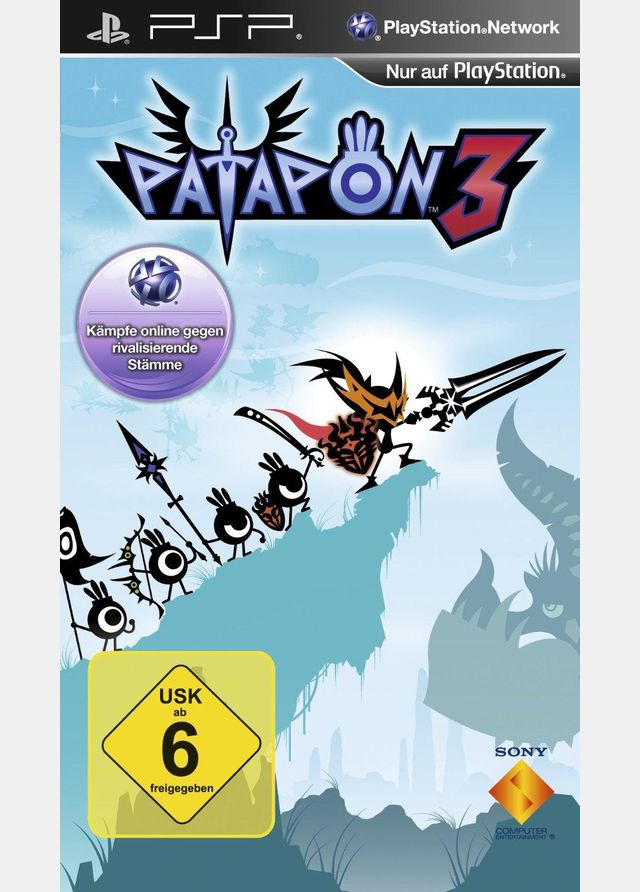 PSP
PlayStation®Network
Nur auf PlayStation®
PATAPON 3™
Kämpfe online gegen
rivalisierende
Stämme
USK
ab
6
freigegeben
SONY
COMPUTER
ENTERTAINMENT®